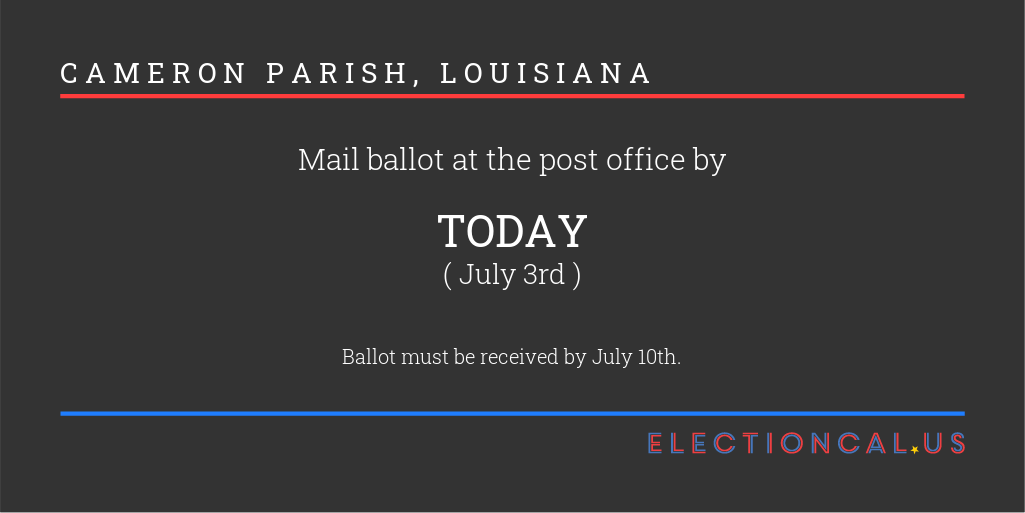 CAMERON PARISH, LOUISIANA
Mail ballot at the post office by
TODAY
( July 3rd )
Ballot must be received by July 10th.
ELECTIONCAL.US